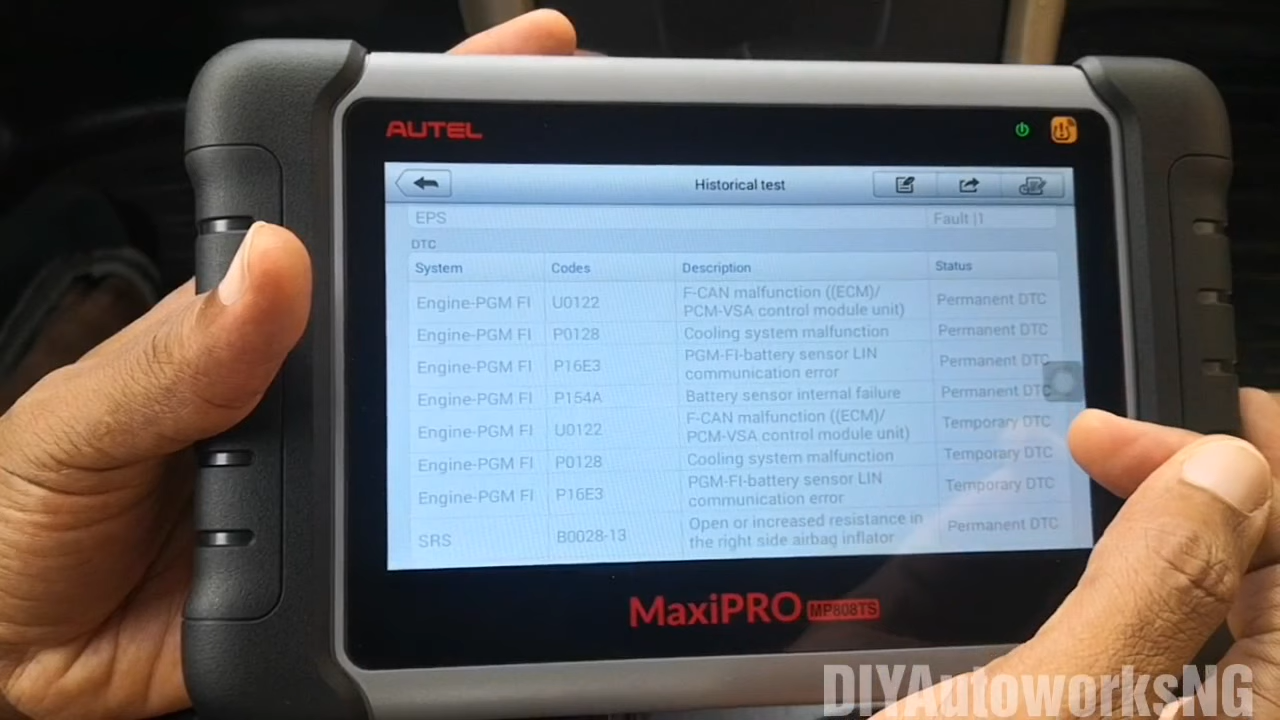 AUTEL
Historical test
EPS Fault |1
DTC
System Codes Description Status
Engine-PGM FI U0122 F-CAN malfunction ((ECM)/ PCM-VSA control module unit) Permanent DTC
Engine-PGM FI P0128 Cooling system malfunction Permanent DTC
Engine-PGM FI P16E3 PGM-FI-battery sensor LIN communication error Permanent DTC
Engine-PGM FI P154A Battery sensor internal failure Permanent DTC
Engine-PGM FI U0122 F-CAN malfunction ((ECM)/ PCM-VSA control module unit) Temporary DTC
Engine-PGM FI P0128 Cooling system malfunction Temporary DTC
Engine-PGM FI P16E3 PGM-FI-battery sensor LIN communication error Temporary DTC
SRS B0028-13 Open or increased resistance in the right side airbag inflator Permanent DTC
MaxiPRO MP808TS
DIYAutoworksNG